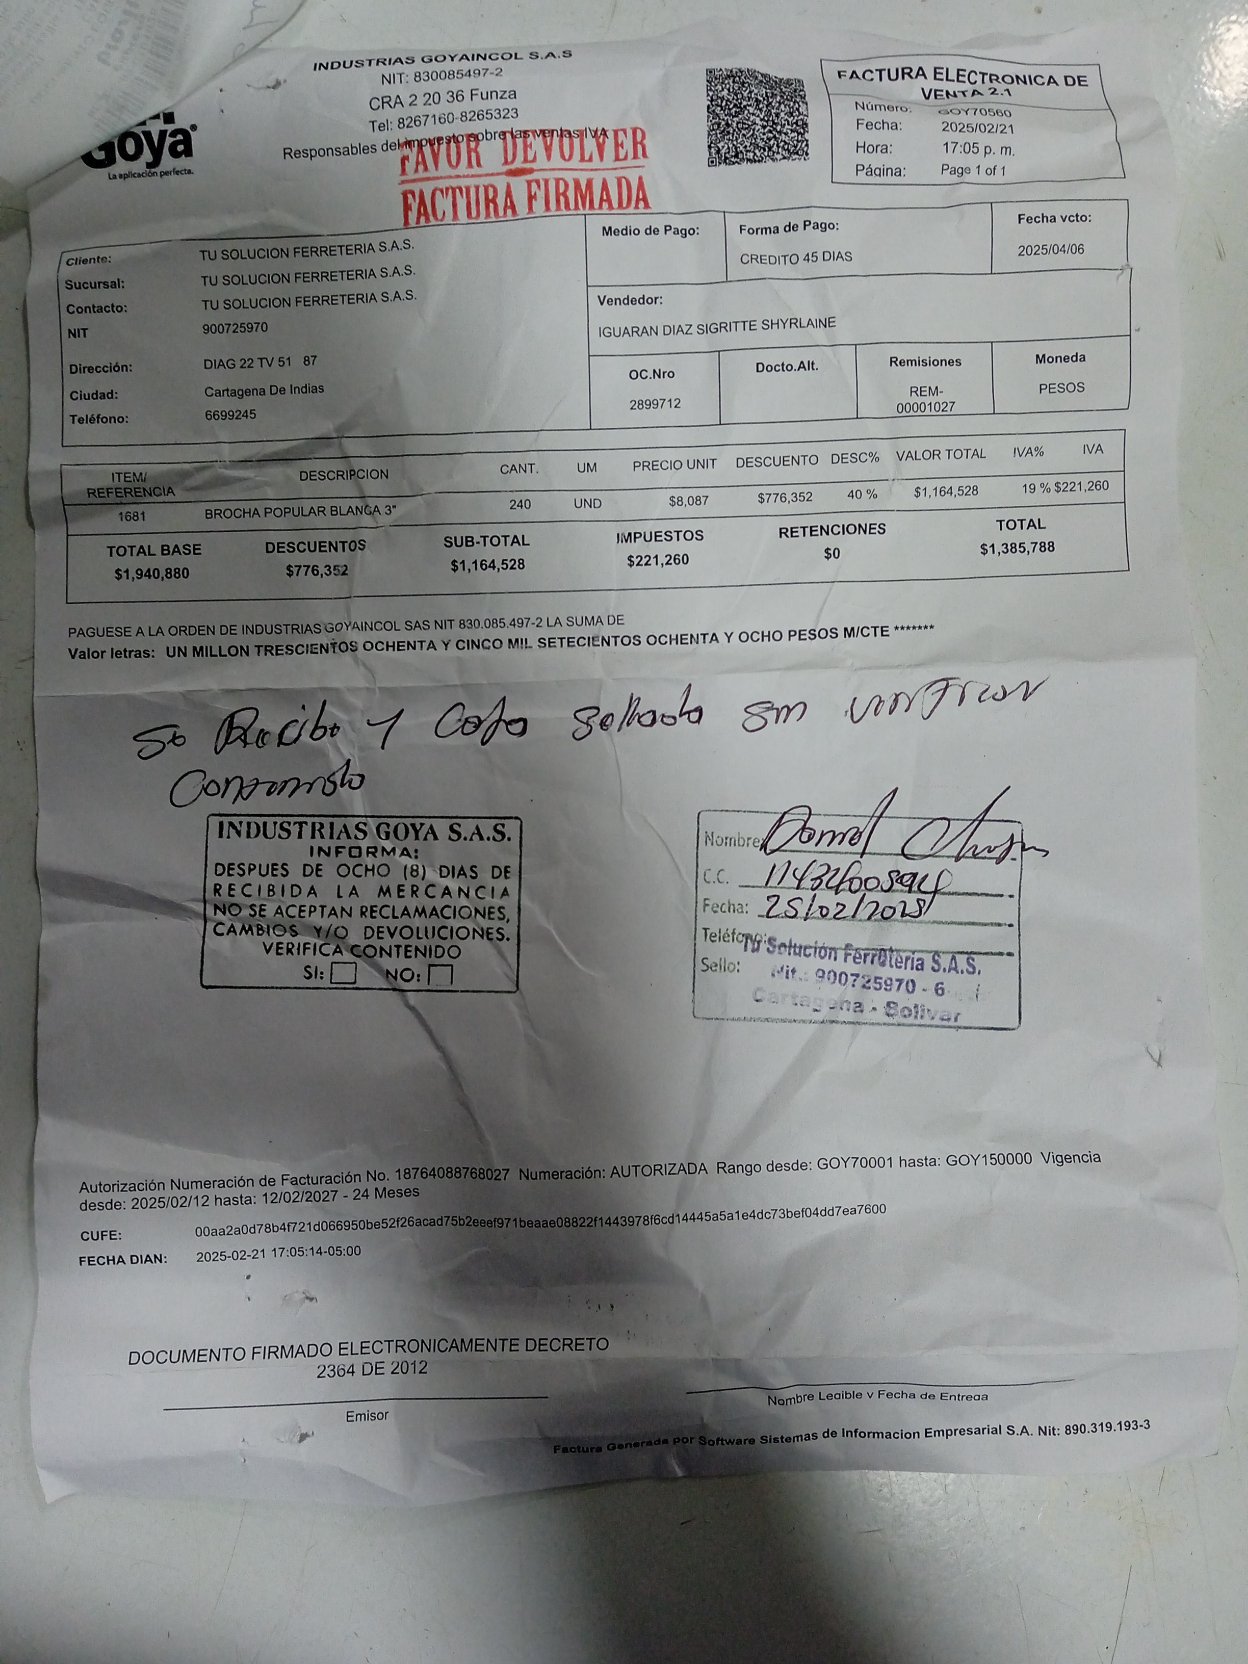 INDUSTRIAS GOYAINCOL S.A.S
NIT: 830085497-2
CRA 2 20 36 Funza
Tel: 8267160-8265323
Responsables del impuesto sobre las ventas IVA
Goya
La aplicación perfecta.
FAVOR DEVOLVER
FACTURA FIRMADA
FACTURA ELECTRONICA DE
VENTA 2.1
Número: GOY70560
Fecha: 2025/02/21
Hora: 17:05 p. m.
Página: Page 1 of 1
Cliente: TU SOLUCION FERRETERIA S.A.S.
Sucursal: TU SOLUCION FERRETERIA S.A.S.
Contacto: TU SOLUCION FERRETERIA S.A.S.
NIT 900725970
Dirección: DIAG 22 TV 51 87
Ciudad: Cartagena De Indias
Teléfono: 6699245
Medio de Pago:
Forma de Pago:
CREDITO 45 DIAS
Fecha vcto:
2025/04/06
Vendedor:
IGUARAN DIAZ SIGRITTE SHYRLAINE
OC.Nro Docto.Alt. Remisiones Moneda
2899712 REM-00001027 PESOS
ITEM/ REFERENCIA DESCRIPCION CANT. UM PRECIO UNIT DESCUENTO DESC% VALOR TOTAL IVA% IVA
1681 BROCHA POPULAR BLANCA 3" 240 UND $8,087 $776,352 40 % $1,164,528 19 % $221,260
TOTAL BASE DESCUENTOS SUB-TOTAL IMPUESTOS RETENCIONES TOTAL
$1,940,880 $776,352 $1,164,528 $221,260 $0 $1,385,788
PAGUESE A LA ORDEN DE INDUSTRIAS GOYAINCOL SAS NIT 830.085.497-2 LA SUMA DE
Valor letras: UN MILLON TRESCIENTOS OCHENTA Y CINCO MIL SETECIENTOS OCHENTA Y OCHO PESOS M/CTE *******
Se Recibo y Caja Sellada sin
INDUSTRIAS GOYA S.A.S.
INFORMA:
DESPUES DE OCHO (8) DIAS DE
RECIBIDA LA MERCANCIA
NO SE ACEPTAN RECLAMACIONES,
CAMBIOS Y/O DEVOLUCIONES.
VERIFICA CONTENIDO
SI: NO:
Nombre
C.C.
Fecha: 25/02/2025
Teléfono:
Sello:
Tu Solución Ferretería S.A.S.
Nit.: 900725970 - 6
Cartagena - Bolivar
Autorización Numeración de Facturación No. 18764088768027 Numeración: AUTORIZADA Rango desde: GOY70001 hasta: GOY150000 Vigencia
desde: 2025/02/12 hasta: 12/02/2027 - 24 Meses
CUFE: 00aa2a0d78b4f721d066950be52f26acad75b2eeef971beaae08822f1443978f6cd14445a5a1e4dc73bef04dd7ea7600
FECHA DIAN: 2025-02-21 17:05:14-05:00
DOCUMENTO FIRMADO ELECTRONICAMENTE DECRETO
2364 DE 2012
Emisor
Nombre Legible y Fecha de Entrega
Factura Generada por Software Sistemas de Informacion Empresarial S.A. Nit: 890.319.193-3